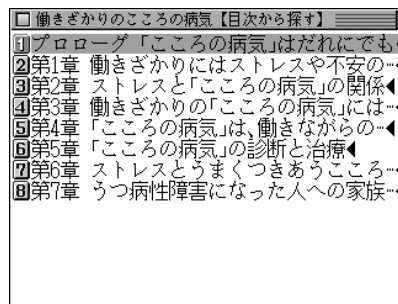 働きざかりのこころの病気【目次から探す】
1プロローグ「こころの病気」はだれにでも
2第1章 働きざかりにはストレスや不安の…
3第2章 ストレスと「こころの病気」の関係
4第3章 働きざかりの「こころの病気」には…
5第4章「こころの病気」は、働きながらの…
6第5章「こころの病気」の診断と治療
7第6章 ストレスとうまくつきあうこころ…
8第7章 うつ病性障害になった人への家族…